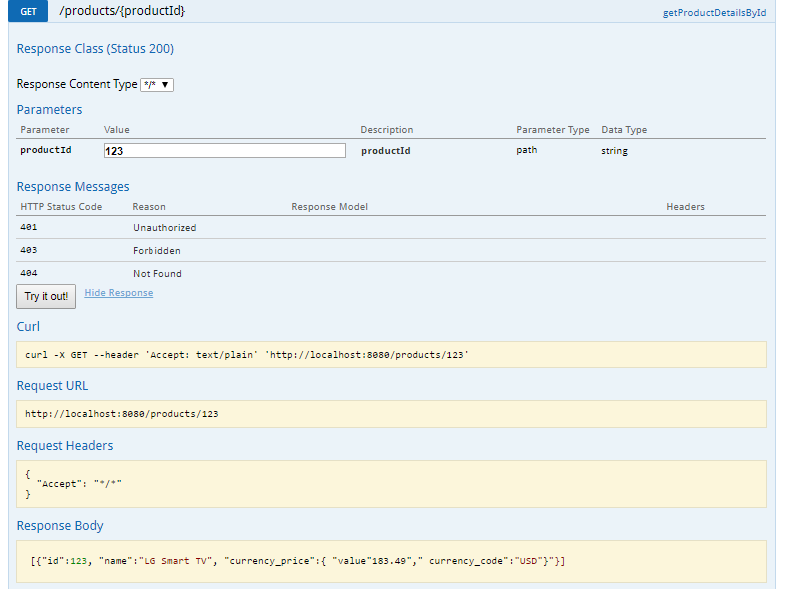 GET /products/{productId} getProductDetailsById
Response Class (Status 200)
Response Content Type */* ▼
Parameters
Parameter Value Description Parameter Type Data Type
productId 123 productId path string
Response Messages
HTTP Status Code Reason Response Model Headers
401 Unauthorized
403 Forbidden
404 Not Found
Try it out! Hide Response
Curl
curl -X GET --header 'Accept: text/plain' 'http://localhost:8080/products/123'
Request URL
http://localhost:8080/products/123
Request Headers
{
"Accept": "*/*"
}
Response Body
[{"id":123, "name":"LG Smart TV", "currency_price":{ "value"183.49"," currency_code":"USD"}"}]